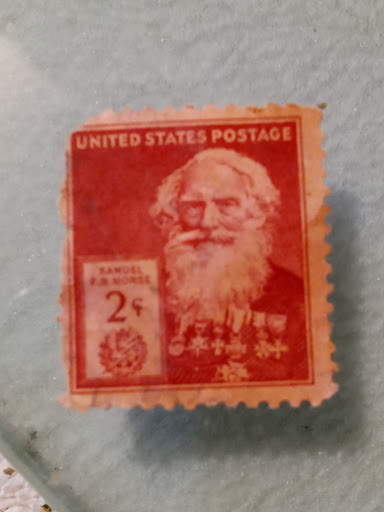 UNITED STATES POSTAGE
SAMUEL
F.B MORSE
2¢